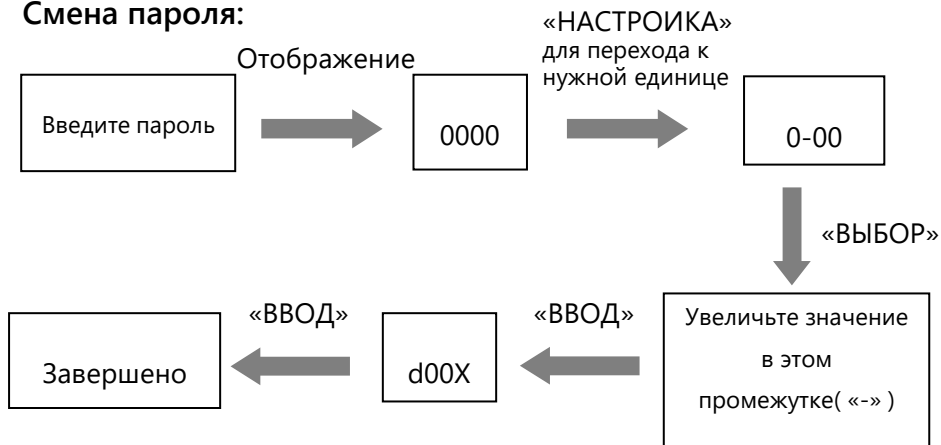 Смена пароля:
«НАСТРОИКА»
для перехода к
нужной единице
Отображение
Введите пароль
0000
0-00
«ВЫБОР»
Увеличьте значение
в этом
промежутке( «-» )
«ВВОД»
d00X
«ВВОД»
Завершено